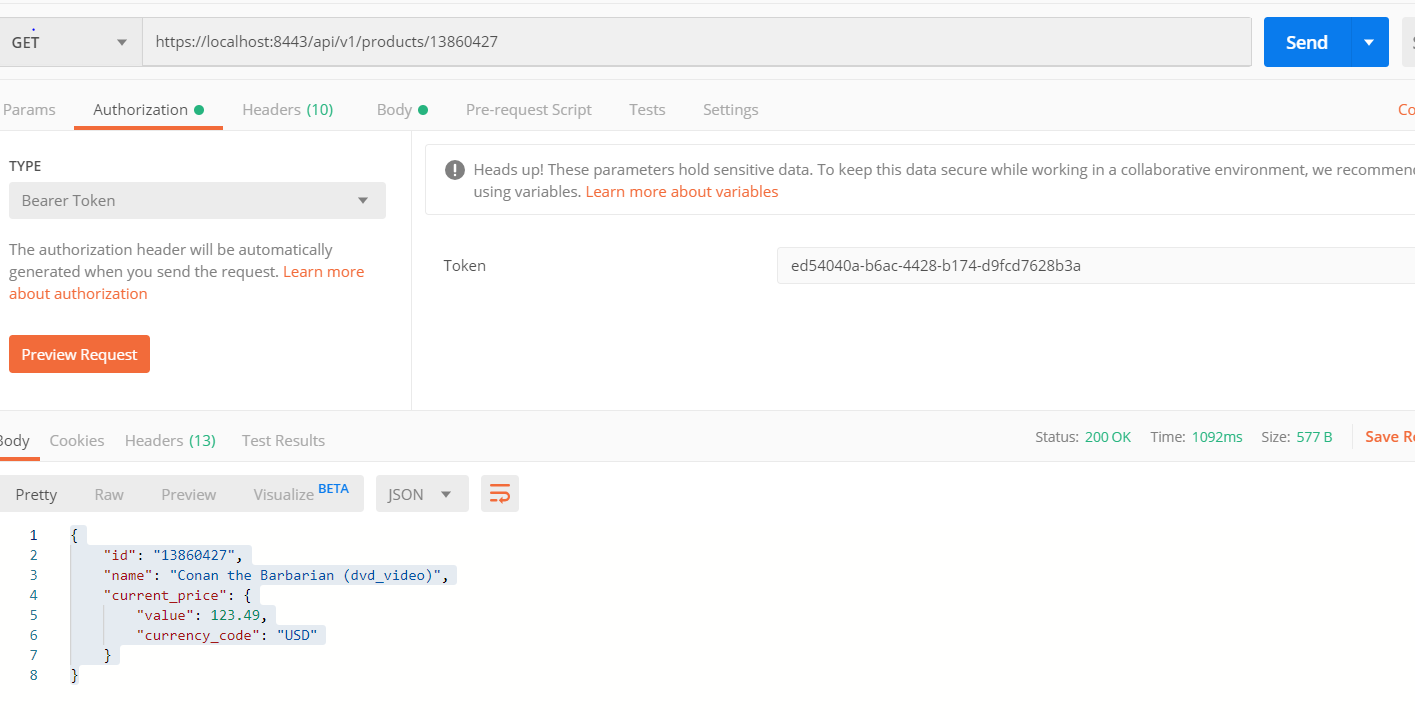 GET https://localhost:8443/api/v1/products/13860427 Send
Params Authorization Headers (10) Body Pre-request Script Tests Settings Co
TYPE
Bearer Token
The authorization header will be automatically
generated when you send the request. Learn more
about authorization
Preview Request
Heads up! These parameters hold sensitive data. To keep this data secure while working in a collaborative environment, we recommen
using variables. Learn more about variables
Token ed54040a-b6ac-4428-b174-d9fcd7628b3a
Body Cookies Headers (13) Test Results Status: 200 OK Time: 1092ms Size: 577 B Save Re
Pretty Raw Preview Visualize BETA JSON
1 {
2 "id": "13860427",
3 "name": "Conan the Barbarian (dvd_video)",
4 "current_price": {
5 "value": 123.49,
6 "currency_code": "USD"
7 }
8 }